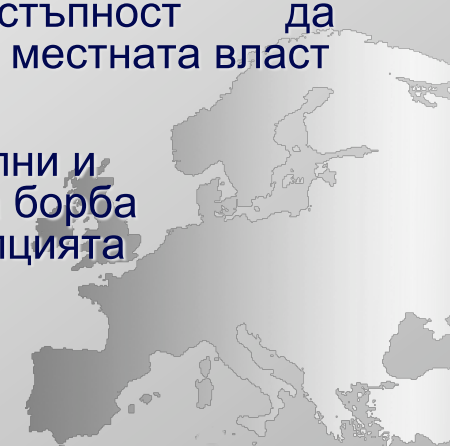 стъпност да
местната власт
лни и
борба
цията